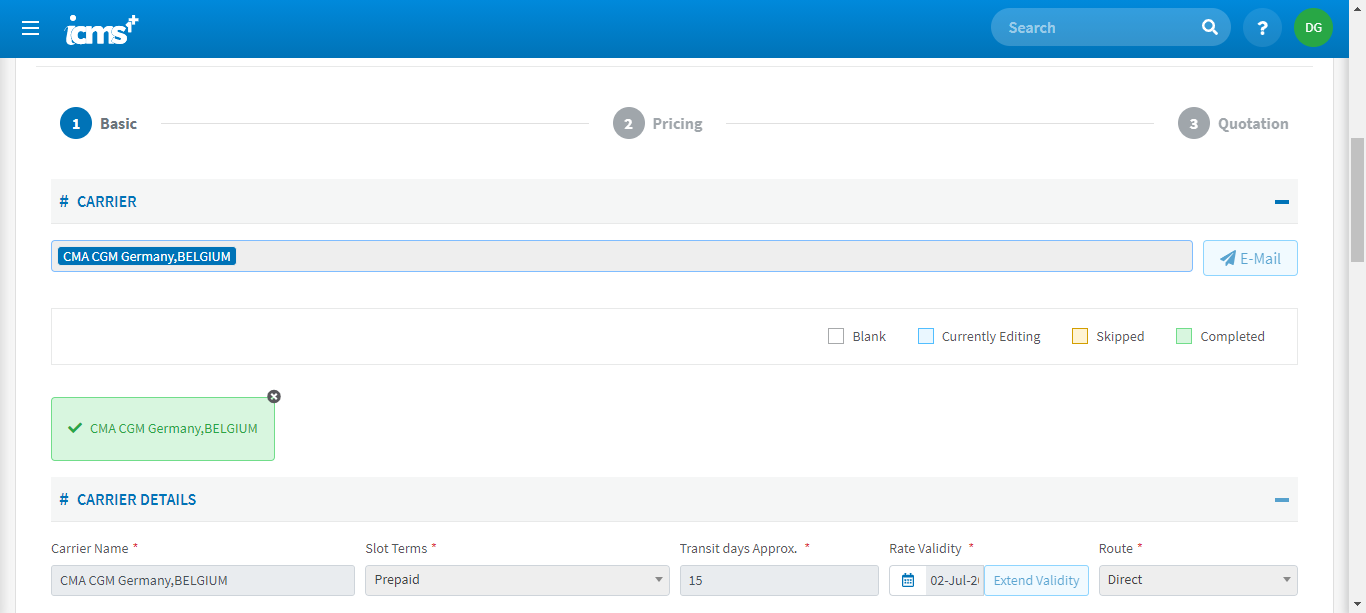 icms+ Search ? DG
1 Basic 2 Pricing 3 Quotation
# CARRIER
CMA CGM Germany,BELGIUM E-Mail
Blank Currently Editing Skipped Completed
CMA CGM Germany,BELGIUM
# CARRIER DETAILS
Carrier Name * Slot Terms * Transit days Approx. * Rate Validity * Route *
CMA CGM Germany,BELGIUM Prepaid 15 02-Jul-2 Extend Validity Direct